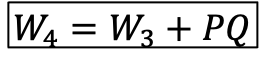 W₄ = W₃ + PQ